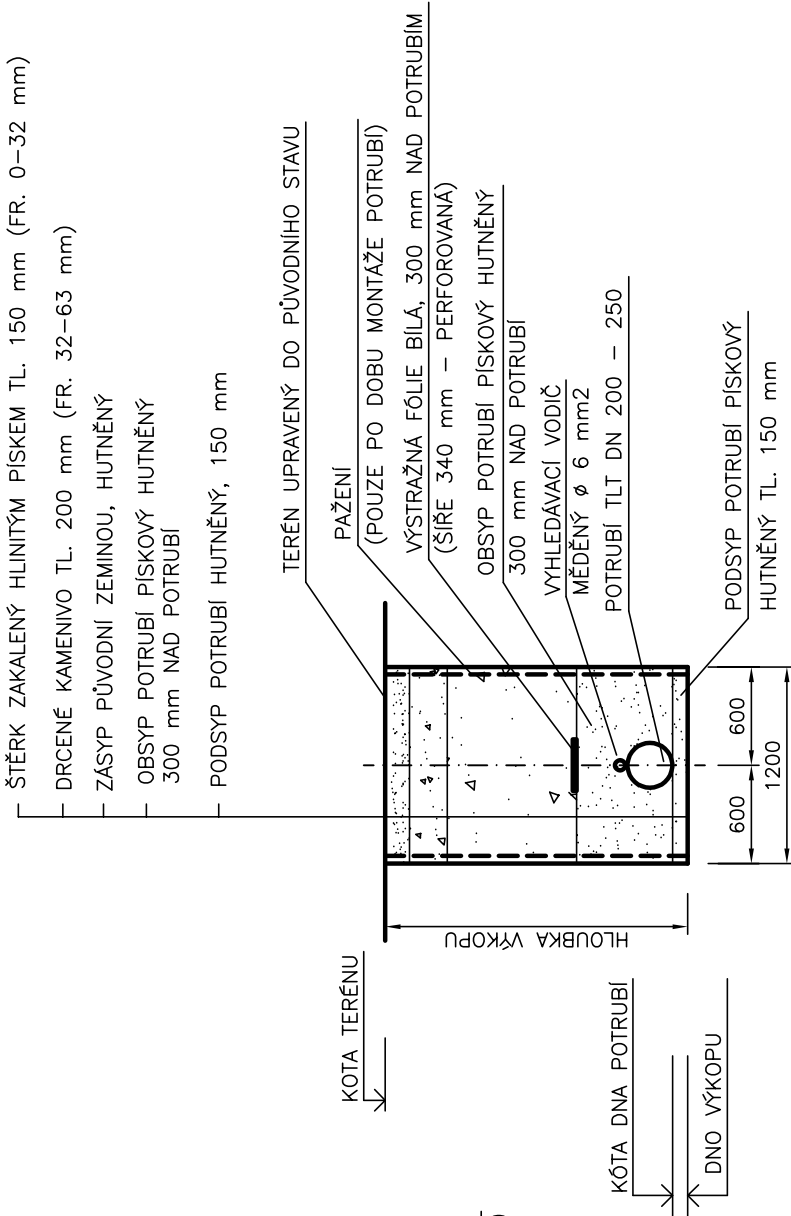 ŠTĚRK ZAKALENÝ HLINITÝM PÍSKEM TL. 150 mm (FR. 0–32 mm)
DRCENÉ KAMENIVO TL. 200 mm (FR. 32–63 mm)
ZÁSYP PŮVODNÍ ZEMINOU, HUTNĚNÝ
OBSYP POTRUBÍ PÍSKOVÝ HUTNĚNÝ
300 mm NAD POTRUBÍ
PODSYP POTRUBÍ HUTNĚNÝ, 150 mm
TERÉN UPRAVENÝ DO PŮVODNÍHO STAVU
PAŽENÍ
(POUZE PO DOBU MONTÁŽE POTRUBÍ)
VÝSTRAŽNÁ FÓLIE BÍLÁ, 300 mm NAD POTRUBÍM
(ŠÍŘE 340 mm – PERFOROVANÁ)
OBSYP POTRUBÍ PÍSKOVÝ HUTNĚNÝ
300 mm NAD POTRUBÍ
VYHLEDÁVACÍ VODIČ
MĚDĚNÝ ø 6 mm2
POTRUBÍ TLT DN 200 – 250
PODSYP POTRUBÍ PÍSKOVÝ
HUTNĚNÝ TL. 150 mm
KOTA TERÉNU
HLOUBKA VÝKOPU
KÓTA DNA POTRUBÍ
DNO VÝKOPU
600
600
1200